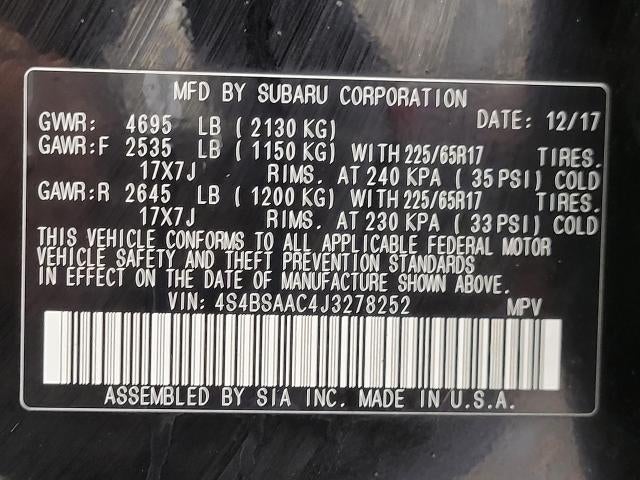 MFD BY SUBARU CORPORATION
DATE: 12/17
GVWR: 4695 LB ( 2130 KG)
GAWR:F 2535 LB ( 1150 KG) WITH 225/65R17 TIRES.
17X7J RIMS. AT 240 KPA ( 35 PSI) COLD
GAWR:R 2645 LB ( 1200 KG) WITH 225/65R17 TIRES.
17X7J RIMS. AT 230 KPA ( 33 PSI) COLD
THIS VEHICLE CONFORMS TO ALL APPLICABLE FEDERAL MOTOR
VEHICLE SAFETY AND THEFT PREVENTION STANDARDS
IN EFFECT ON THE DATE OF MANUFACTURE SHOWN ABOVE.
VIN: 4S4BSAAC4J3278252 MPV
ASSEMBLED BY SIA INC. MADE IN U.S.A.